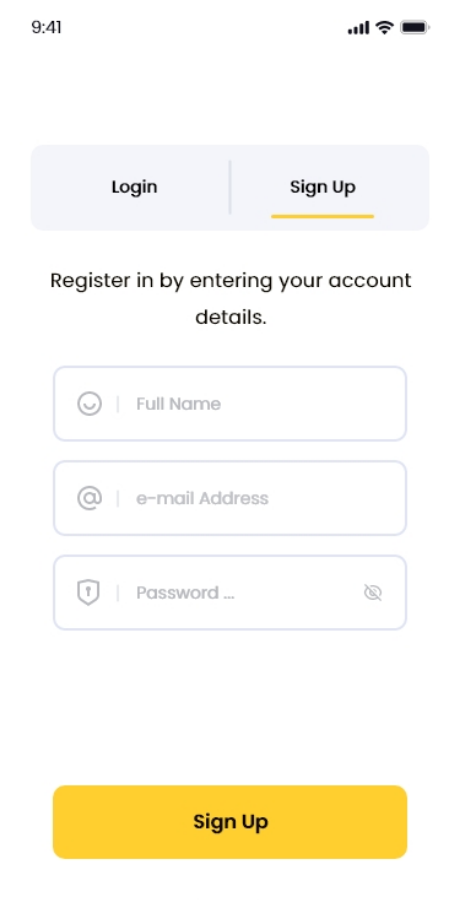 9:41
Login
Sign Up
Register in by entering your account
details.
Full Name
e-mail Address
Password ...
Sign Up